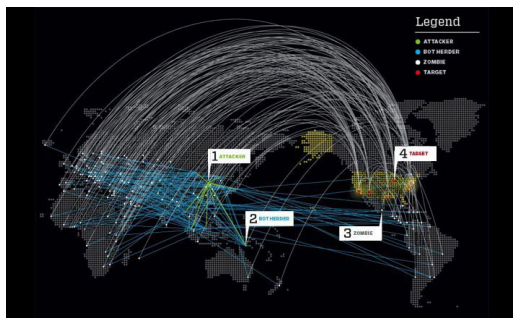 Legend
ATTACKER
BOT HERDER
ZOMBIE
TARGET
1 ATTACKER
4 TARGET
2 BOT HERDER
3 ZOMBIE